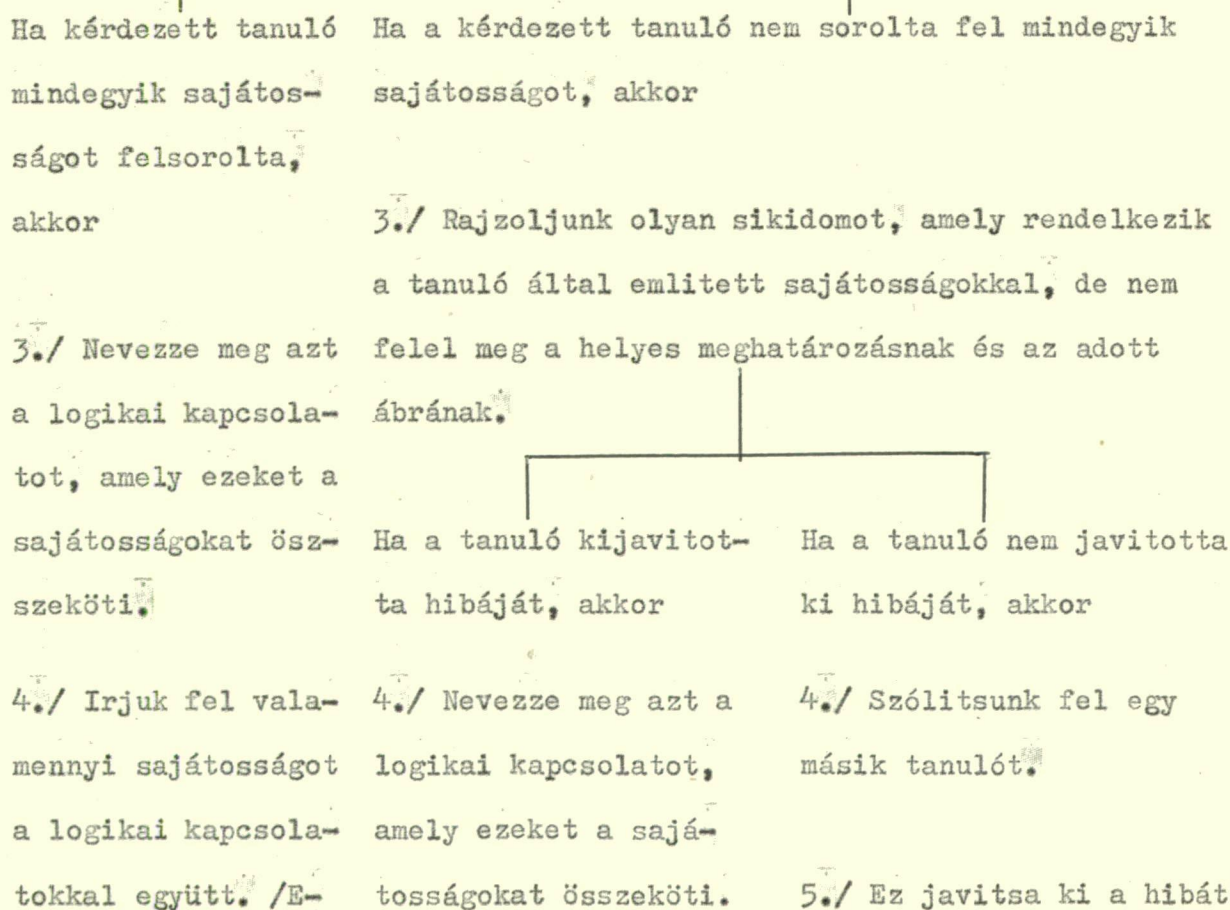 Ha kérdezett tanuló
mindegyik sajátos-
ságot felsorolta,
akkor
3./ Nevezze meg azt
a logikai kapcsola-
tot, amely ezeket a
sajátosságokat ösz-
szeköti.
4./ Irjuk fel vala-
mennyi sajátosságot
a logikai kapcsola-
tokkal együtt. /E-
Ha a kérdezett tanuló nem sorolta fel mindegyik
sajátosságot, akkor
3./ Rajzoljunk olyan sikidomot, amely rendelkezik
a tanuló által emlitett sajátosságokkal, de nem
felel meg a helyes meghatározásnak és az adott
ábrának.
Ha a tanuló kijavitot-
ta hibáját, akkor
4./ Nevezze meg azt a
logikai kapcsolatot,
amely ezeket a sajá-
tosságokat összeköti.
Ha a tanuló nem javitotta
ki hibáját, akkor
4./ Szólitsunk fel egy
másik tanulót.
5./ Ez javitsa ki a hibát